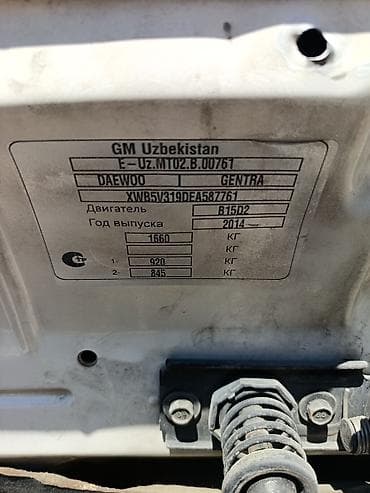 GM Uzbekistan
E-Uz.MT02.B.00761
DAEWOO GENTRA
XWB5V319DEA587761
Двигатель B15D2
Год выпуска 2014
1660 КГ
КГ
1- 920 КГ
2- 845 КГ